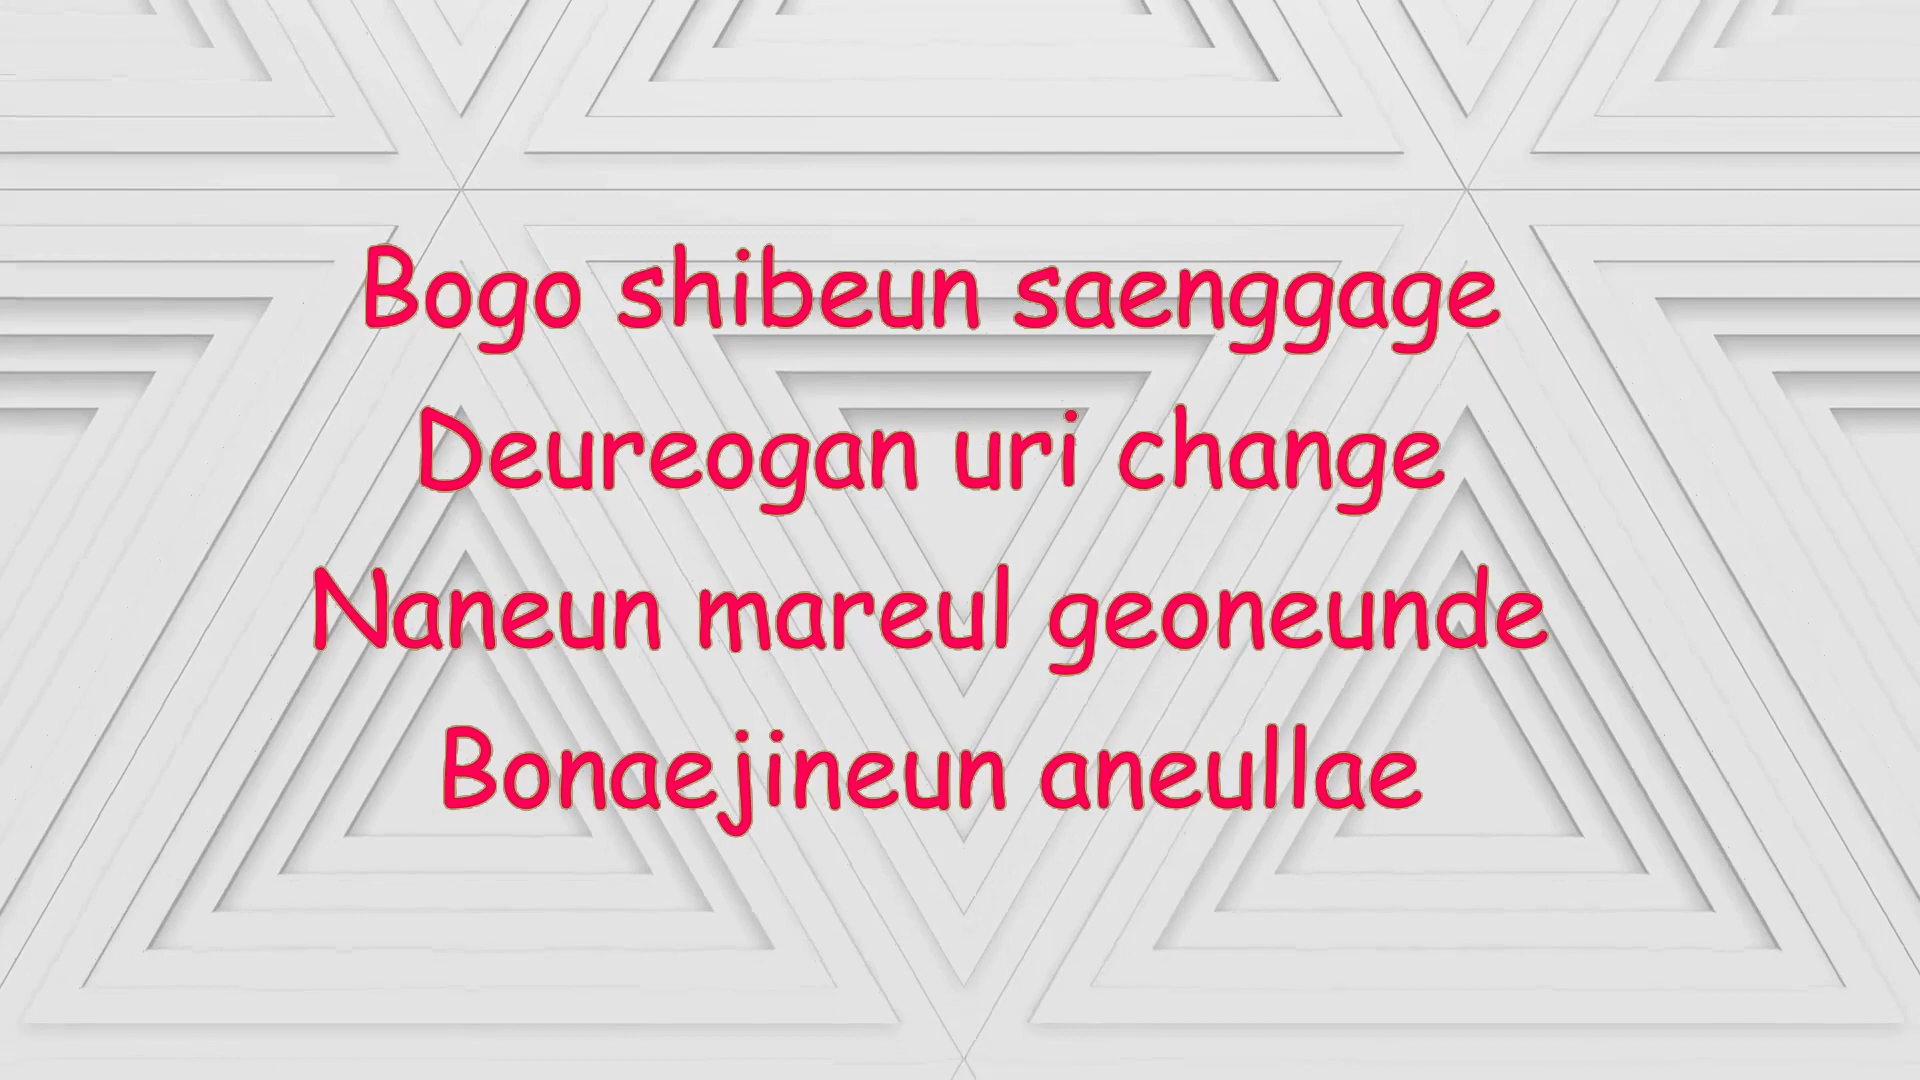 Bogo shibeun saenggage
Deureogan uri change
Naneun mareul geoneunde
Bonaejineun aneullae